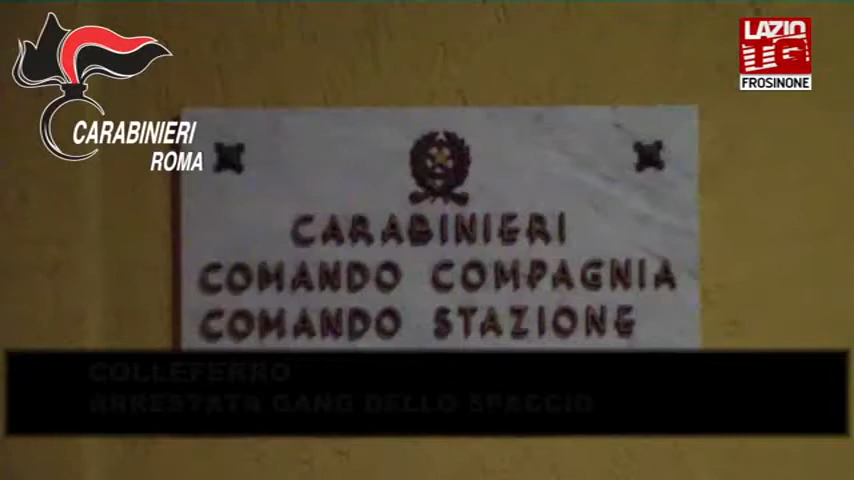 CARABINIERI
ROMA
LAZIO
TG
FROSINONE
CARABINIERI
COMANDO COMPAGNIA
COMANDO STAZIONE
COLLEFERRO
ARRESTATA GANG DELLO SPACCIO